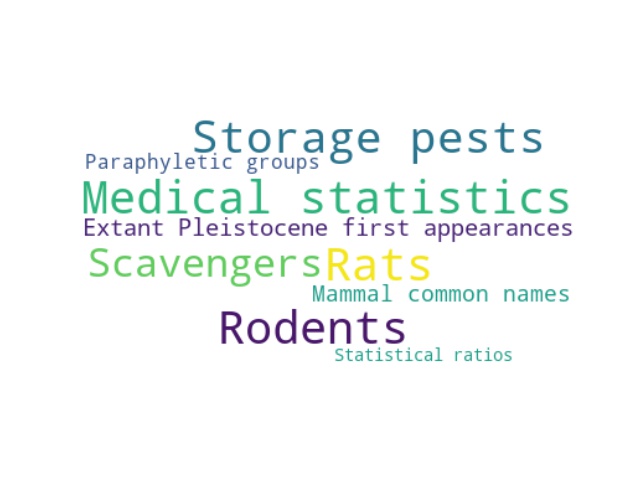 Storage pests
Paraphyletic groups
Medical statistics
Extant Pleistocene first appearances
Scavengers Rats
Mammal common names
Rodents
Statistical ratios